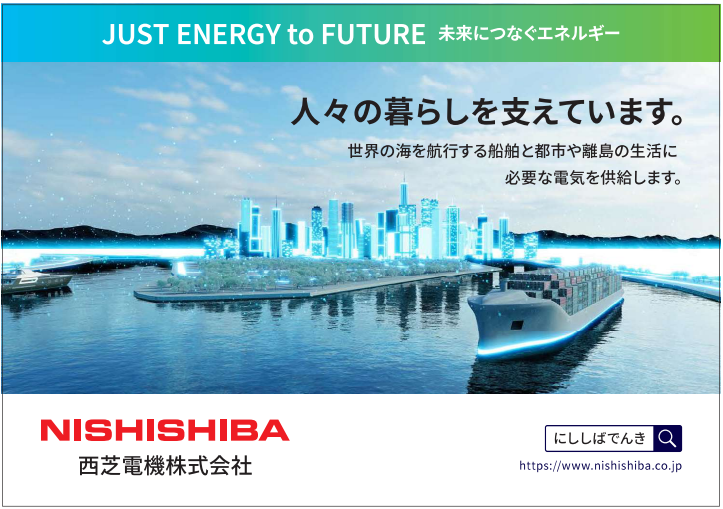 JUST ENERGY to FUTURE 未来につなぐエネルギー
人々の暮らしを支えています。
世界の海を航行する船舶と都市や離島の生活に
必要な電気を供給します。
NISHISHIBA
西芝電機株式会社
にししばでんき
https://www.nishishiba.co.jp